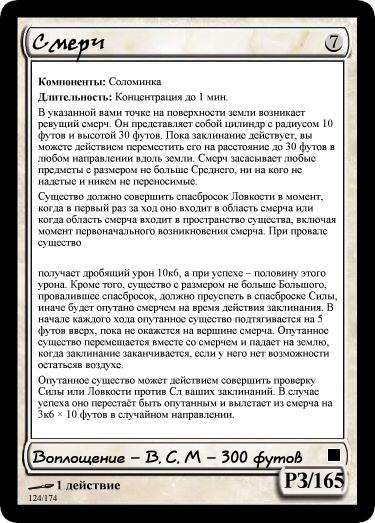 Смерч
7
Компоненты: Соломинка
Длительность: Концентрация до 1 мин.
В указанной вами точке на поверхности земли возникает
ревущий смерч. Он представляет собой цилиндр с радиусом 10
футов и высотой 30 футов. Пока заклинание действует, вы
можете действием переместить его на расстояние до 30 футов в
любом направлении вдоль земли. Смерч засасывает любые
предметы с размером не больше Среднего, ни на кого не
надетые и никем не переносимые.
Существо должно совершить спасбросок Ловкости в момент,
когда в первый раз за ход оно входит в область смерча или
когда область смерча входит в пространство существа, включая
момент первоначального возникновения смерча. При провале
существо
получает дробящий урон 10к6, а при успехе – половину этого
урона. Кроме того, существо с размером не больше Большого,
провалившее спасбросок, должно преуспеть в спасброске Силы,
иначе будет опутано смерчем на время действия заклинания. В
начале каждого хода опутанное существо подтягивается на 5
футов вверх, пока не окажется на вершине смерча. Опутанное
существо перемещается вместе со смерчем и падает на землю,
когда заклинание заканчивается, если у него нет возможности
остатьсяв воздухе.
Опутанное существо может действием совершить проверку
Силы или Ловкости против Сл ваших заклинаний. В случае
успеха оно перестаёт быть опутанным и вылетает из смерча на
3к6 × 10 футов в случайном направлении.
Воплощение – В, С, М – 300 футов
1 действие
P3/165
124/174